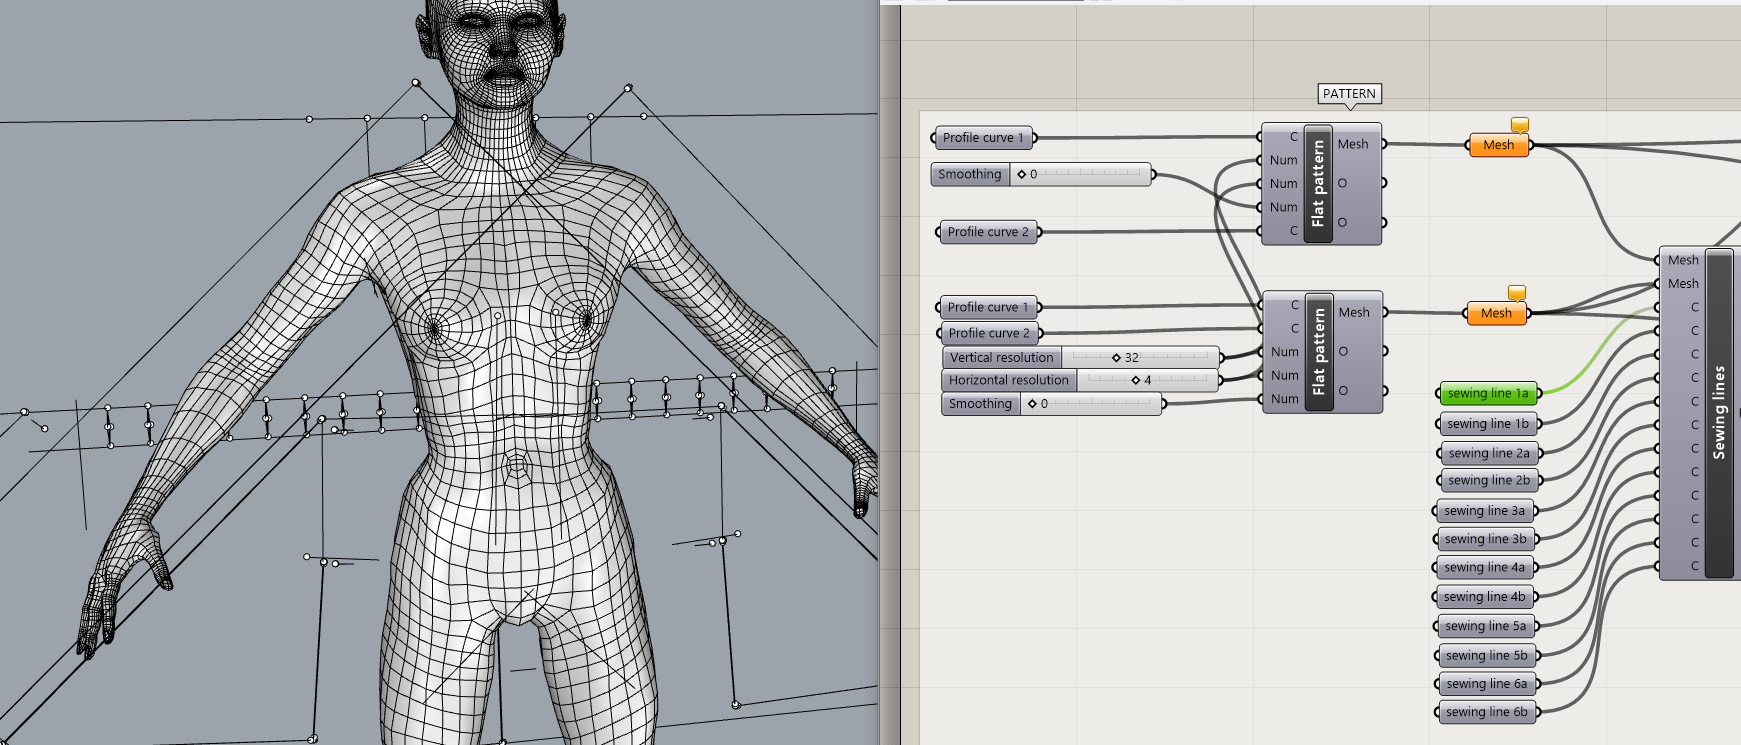 PATTERN
Profile curve 1
Smoothing 0
Profile curve 2
C
Num
Num
Num
C
Flat pattern
Mesh
O
O
Mesh
Profile curve 1
Profile curve 2
Vertical resolution 32
Horizontal resolution 4
Smoothing 0
C
C
Num
Num
Num
Flat pattern
Mesh
O
O
Mesh
sewing line 1a
sewing line 1b
sewing line 2a
sewing line 2b
sewing line 3a
sewing line 3b
sewing line 4a
sewing line 4b
sewing line 5a
sewing line 5b
sewing line 6a
sewing line 6b
Mesh
Mesh
C
C
C
C
C
C
C
C
C
C
C
C
Sewing lines